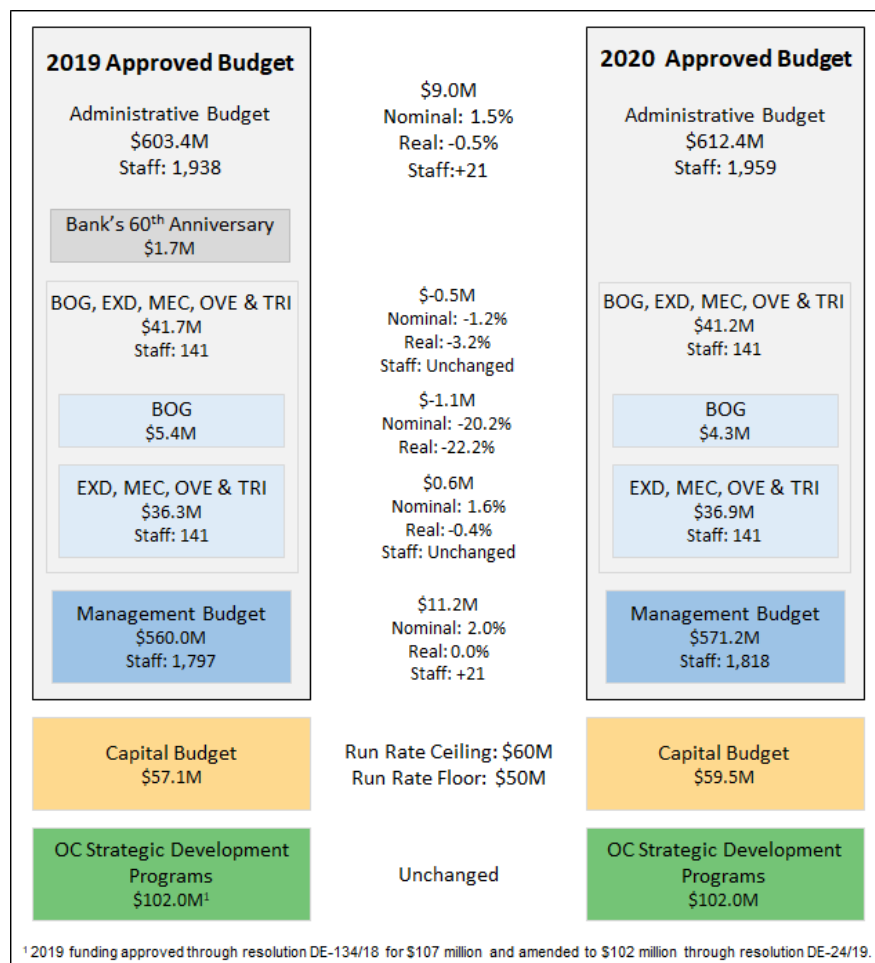 2019 Approved Budget
Administrative Budget
$603.4M
Staff: 1,938
Bank's 60th Anniversary
$1.7M
BOG, EXD, MEC, OVE & TRI
$41.7M
Staff: 141
BOG
$5.4M
EXD, MEC, OVE & TRI
$36.3M
Staff: 141
Management Budget
$560.0M
Staff: 1,797
Capital Budget
$57.1M
OC Strategic Development
Programs
$102.0M¹
$9.0M
Nominal: 1.5%
Real: -0.5%
Staff:+21
$-0.5M
Nominal: -1.2%
Real: -3.2%
Staff: Unchanged
$-1.1M
Nominal: -20.2%
Real: -22.2%
$0.6M
Nominal: 1.6%
Real: -0.4%
Staff: Unchanged
$11.2M
Nominal: 2.0%
Real: 0.0%
Staff: +21
Run Rate Ceiling: $60M
Run Rate Floor: $50M
Unchanged
2020 Approved Budget
Administrative Budget
$612.4M
Staff: 1,959
BOG, EXD, MEC, OVE & TRI
$41.2M
Staff: 141
BOG
$4.3M
EXD, MEC, OVE & TRI
$36.9M
Staff: 141
Management Budget
$571.2M
Staff: 1,818
Capital Budget
$59.5M
OC Strategic Development
Programs
$102.0M
¹ 2019 funding approved through resolution DE-134/18 for $107 million and amended to $102 million through resolution DE-24/19.